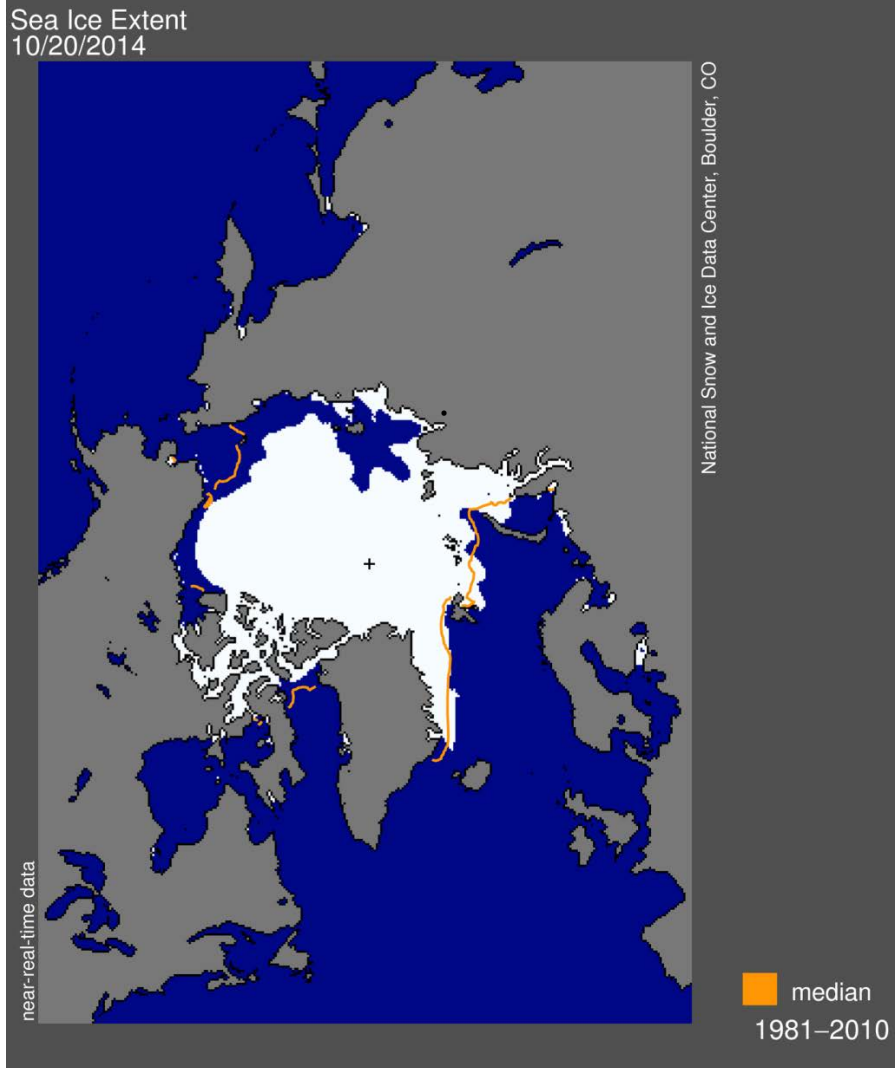 Sea Ice Extent
10/20/2014
National Snow and Ice Data Center, Boulder, CO
near-real-time data
median
1981–2010